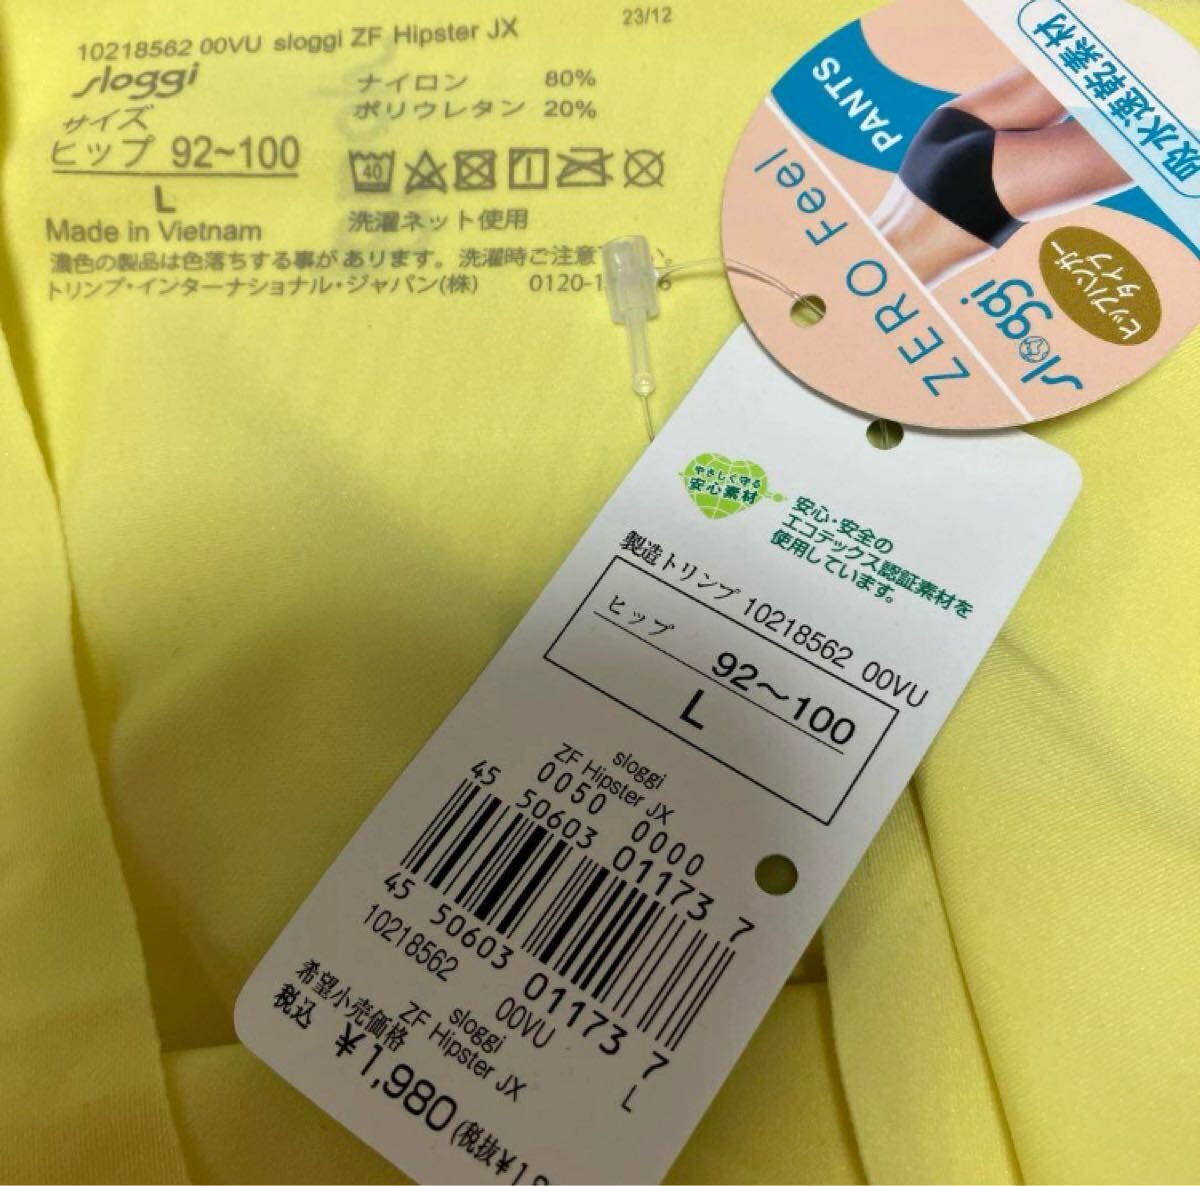 10218562 00VU sloggi ZF Hipster JX
23/12
sloggi
サイズ
ヒップ 92~100
L
Made in Vietnam
ナイロン 80%
ポリウレタン 20%
40
洗濯ネット使用
濃色の製品は色落ちする事があります。洗濯時ご注意
トリンプ・インターナショナル・ジャパン(株) 0120-1
吸水速乾素材
PANTS
ZERO Feel
ヒップハンガー
タイプ
sloggi
やさしく守る
安心素材
安心・安全の
エコテックス認証素材を
使用しています。
製造トリンプ 10218562 00VU
ヒップ
92~100
L
sloggi
ZF Hipster JX
0050 0000
45 50603 01173 7
45 50603 01173 7
10218562 00VU L
sloggi
ZF Hipster JX
希望小売価格
税込 ¥1,980 (税抜¥1,8